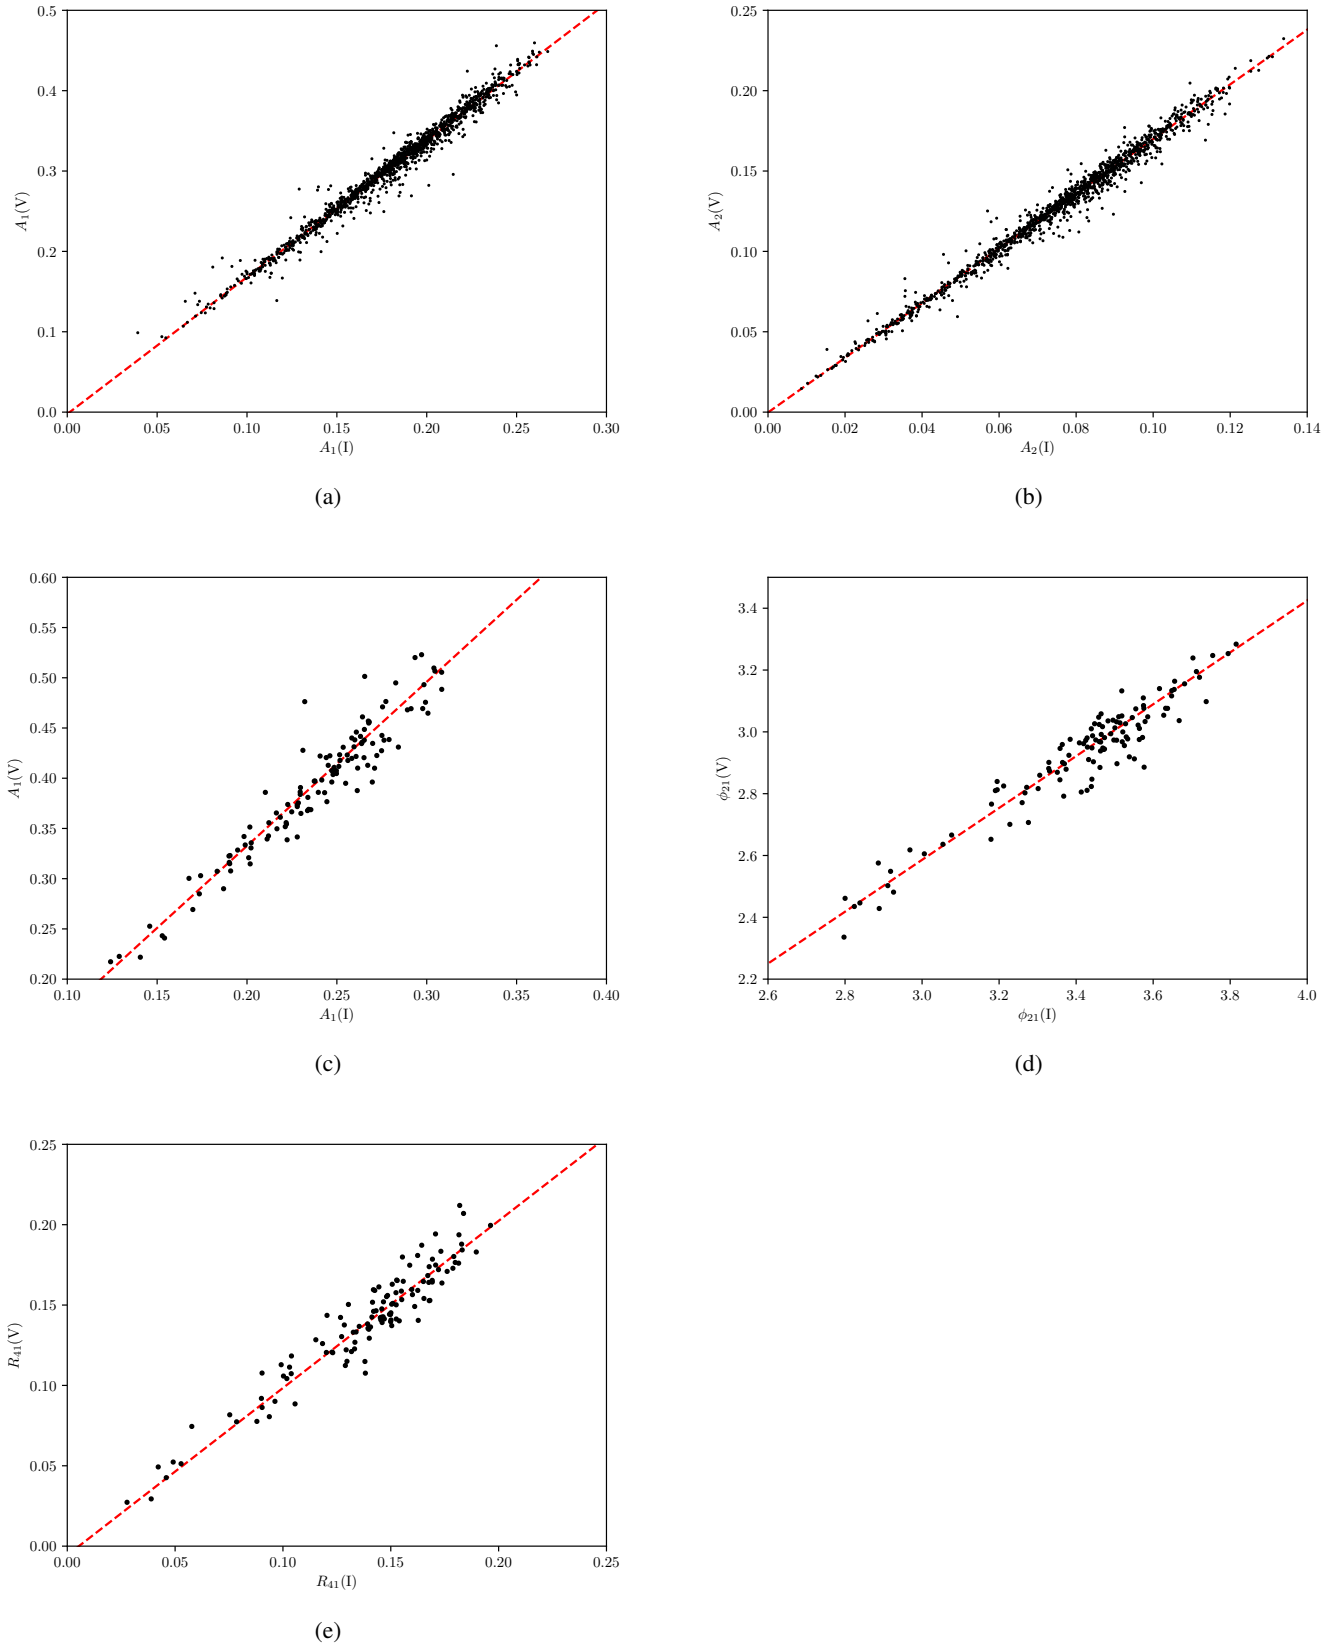 0.5
0.4
0.3
0.2
0.1
0.0
A₁(V)
0.00 0.05 0.10 0.15 0.20 0.25 0.30
A₁(I)
(a)
0.25
0.20
0.15
0.10
0.05
0.00
A₂(V)
0.00 0.02 0.04 0.06 0.08 0.10 0.12 0.14
A₂(I)
(b)
0.60
0.55
0.50
0.45
0.40
0.35
0.30
0.25
0.20
A₁(V)
0.10 0.15 0.20 0.25 0.30 0.35 0.40
A₁(I)
(c)
3.4
3.2
3.0
2.8
2.6
2.4
2.2
ϕ₂₁(V)
2.6 2.8 3.0 3.2 3.4 3.6 3.8 4.0
ϕ₂₁(I)
(d)
0.25
0.20
0.15
0.10
0.05
0.00
R₄₁(V)
0.00 0.05 0.10 0.15 0.20 0.25
R₄₁(I)
(e)